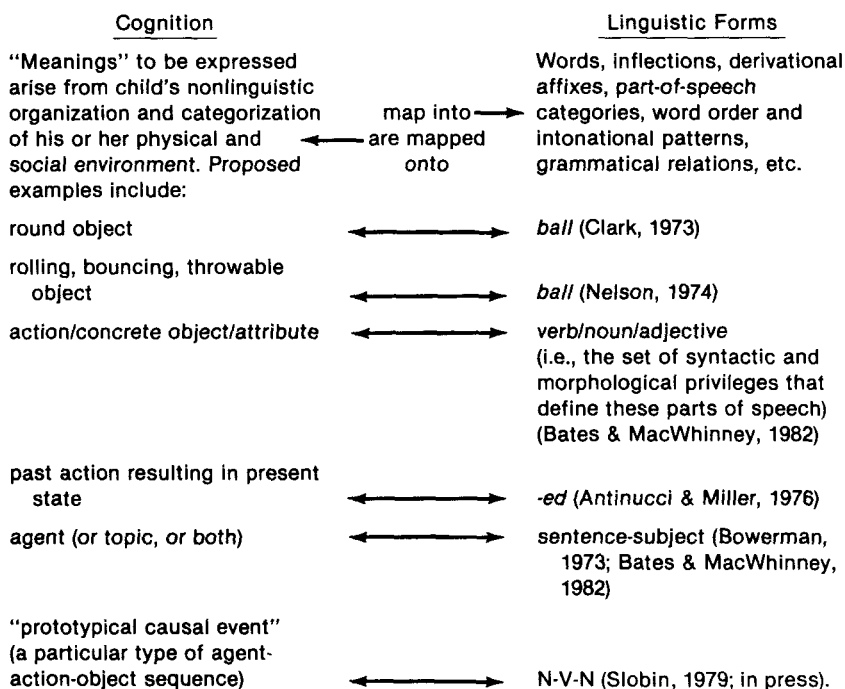 Cognition
Linguistic Forms
“Meanings” to be expressed
arise from child’s nonlinguistic
organization and categorization
of his or her physical and
social environment. Proposed
examples include:
map into
are mapped
onto
Words, inflections, derivational
affixes, part-of-speech
categories, word order and
intonational patterns,
grammatical relations, etc.
round object
ball (Clark, 1973)
rolling, bouncing, throwable
object
ball (Nelson, 1974)
action/concrete object/attribute
verb/noun/adjective
(i.e., the set of syntactic and
morphological privileges that
define these parts of speech)
(Bates & MacWhinney, 1982)
past action resulting in present
state
-ed (Antinucci & Miller, 1976)
agent (or topic, or both)
sentence-subject (Bowerman,
1973; Bates & MacWhinney,
1982)
“prototypical causal event”
(a particular type of agent-
action-object sequence)
N-V-N (Slobin, 1979; in press).